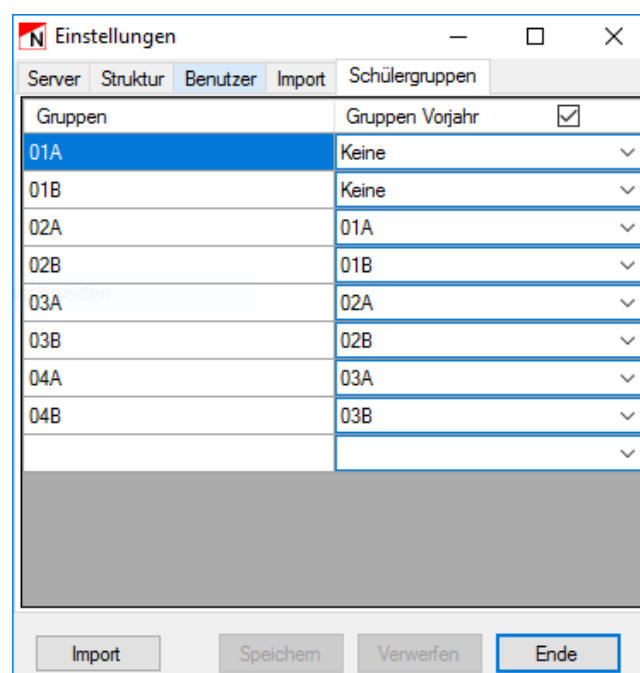 N Einstellungen
Server Struktur Benutzer Import Schülergruppen
Gruppen Gruppen Vorjahr
01A Keine
01B Keine
02A 01A
02B 01B
03A 02A
03B 02B
04A 03A
04B 03B
Import Speichern Verwerfen Ende